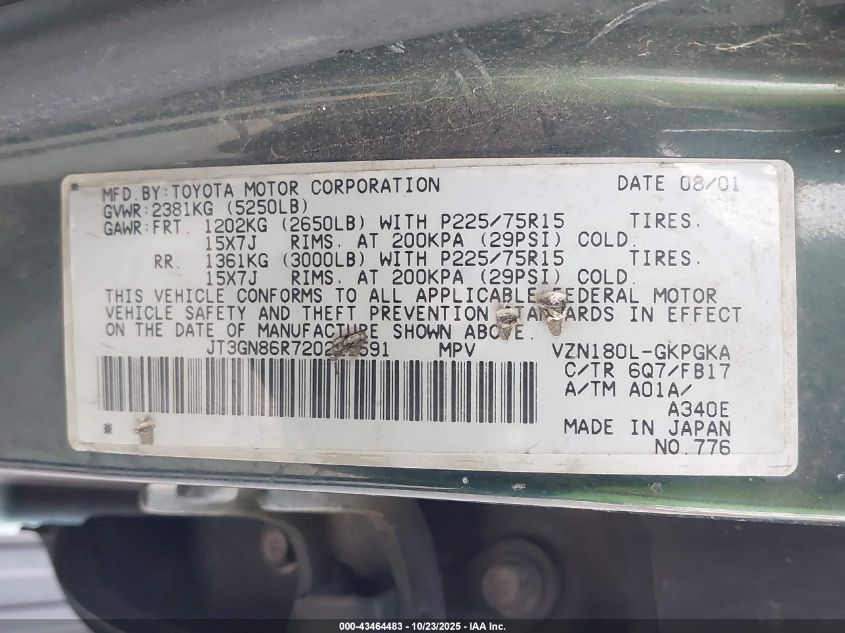 MFD.BY:TOYOTA MOTOR CORPORATION DATE 08/01
GVWR:2381KG (5250LB)
GAWR:FRT. 1202KG (2650LB) WITH P225/75R15 TIRES.
15X7J RIMS. AT 200KPA (29PSI) COLD.
RR. 1361KG (3000LB) WITH P225/75R15 TIRES.
15X7J RIMS. AT 200KPA (29PSI) COLD.
THIS VEHICLE CONFORMS TO ALL APPLICABLE FEDERAL MOTOR
VEHICLE SAFETY AND THEFT PREVENTION STANDARDS IN EFFECT
ON THE DATE OF MANUFACTURE SHOWN ABOVE.
MPV VZN180L-GKPGKA
C/TR 6Q7/FB17
A/TM A01A/
A340E
* MADE IN JAPAN
NO.776
000-43464483 - 10/23/2025 - IAA Inc.